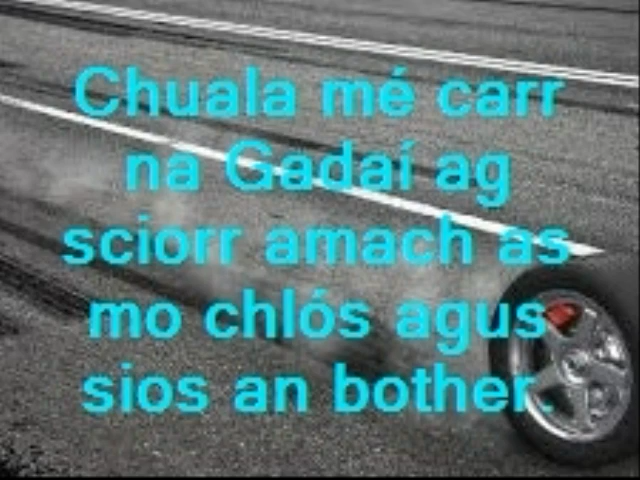 Chuala mé carr
na Gadaí ag
sciorr amach as
mo chlós agus
sios an bother.